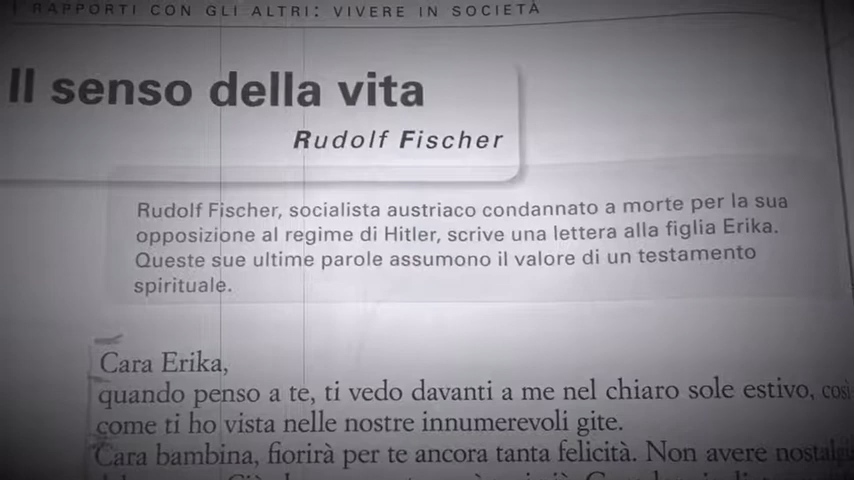 I RAPPORTI CON GLI ALTRI: VIVERE IN SOCIETÀ
Il senso della vita
Rudolf Fischer
Rudolf Fischer, socialista austriaco condannato a morte per la sua
opposizione al regime di Hitler, scrive una lettera alla figlia Erika.
Queste sue ultime parole assumono il valore di un testamento
spirituale.
Cara Erika,
quando penso a te, ti vedo davanti a me nel chiaro sole estivo, così
come ti ho vista nelle nostre innumerevoli gite.
Cara bambina, fiorirà per te ancora tanta felicità. Non avere